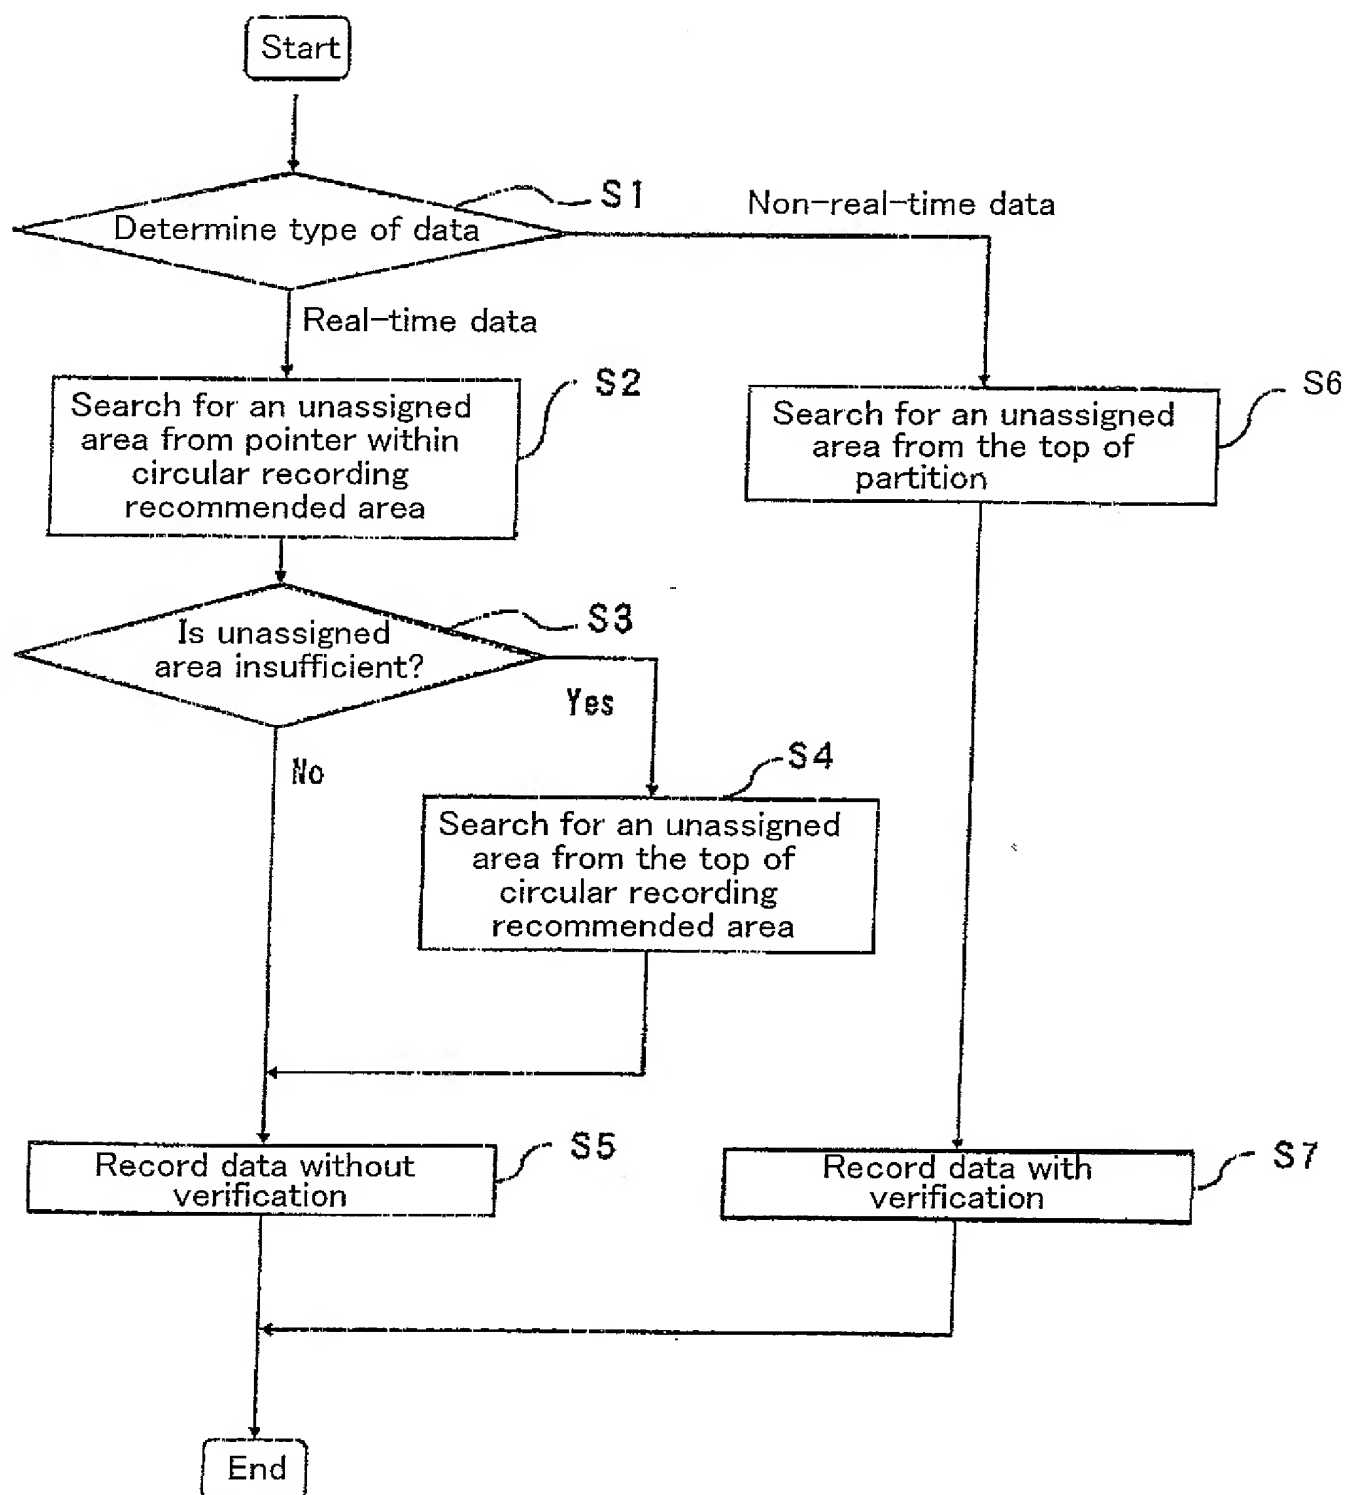 Start
S1
Non-real-time data
Determine type of data
Real-time data
S2
Search for an unassigned
area from pointer within
circular recording
recommended area
S6
Search for an unassigned
area from the top of
partition
S3
Is unassigned
area insufficient?
Yes
No
S4
Search for an unassigned
area from the top of
circular recording
recommended area
S5
Record data without
verification
S7
Record data with
verification
End